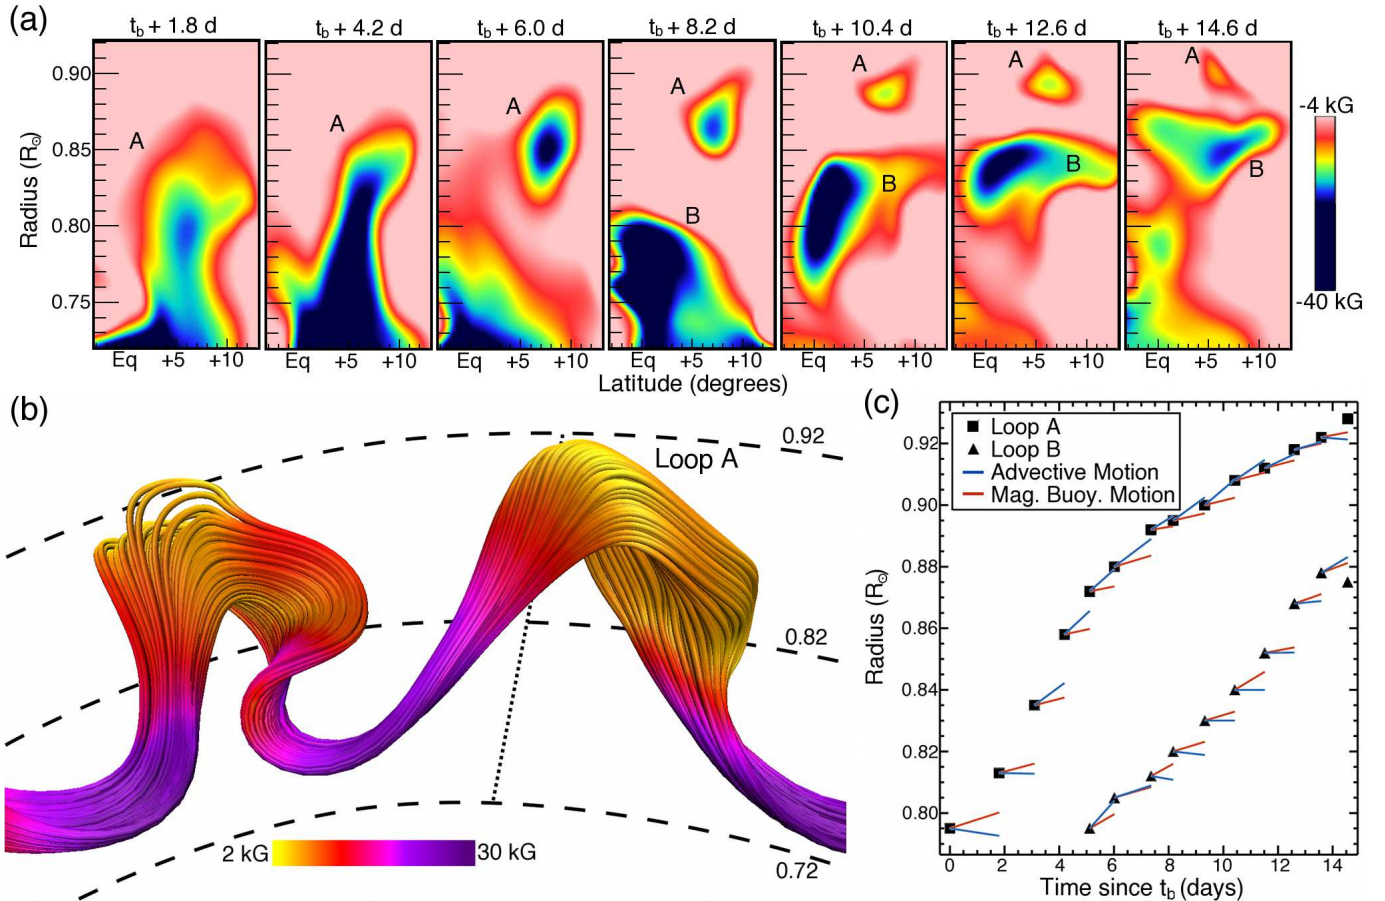 (a)
t_b + 1.8 d t_b + 4.2 d t_b + 6.0 d t_b + 8.2 d t_b + 10.4 d t_b + 12.6 d t_b + 14.6 d
Radius (R☉)
0.90
0.85
0.80
0.75
A
A
A
A
B
A
B
A
B
A
B
-4 kG
-40 kG
Eq +5 +10 Eq +5 +10 Eq +5 +10 Eq +5 +10 Eq +5 +10 Eq +5 +10 Eq +5 +10
Latitude (degrees)
(b)
0.92
Loop A
0.82
0.72
2 kG 30 kG
(c)
Loop A
Loop B
Advective Motion
Mag. Buoy. Motion
Radius (R☉)
0.92
0.90
0.88
0.86
0.84
0.82
0.80
0 2 4 6 8 10 12 14
Time since t_b (days)